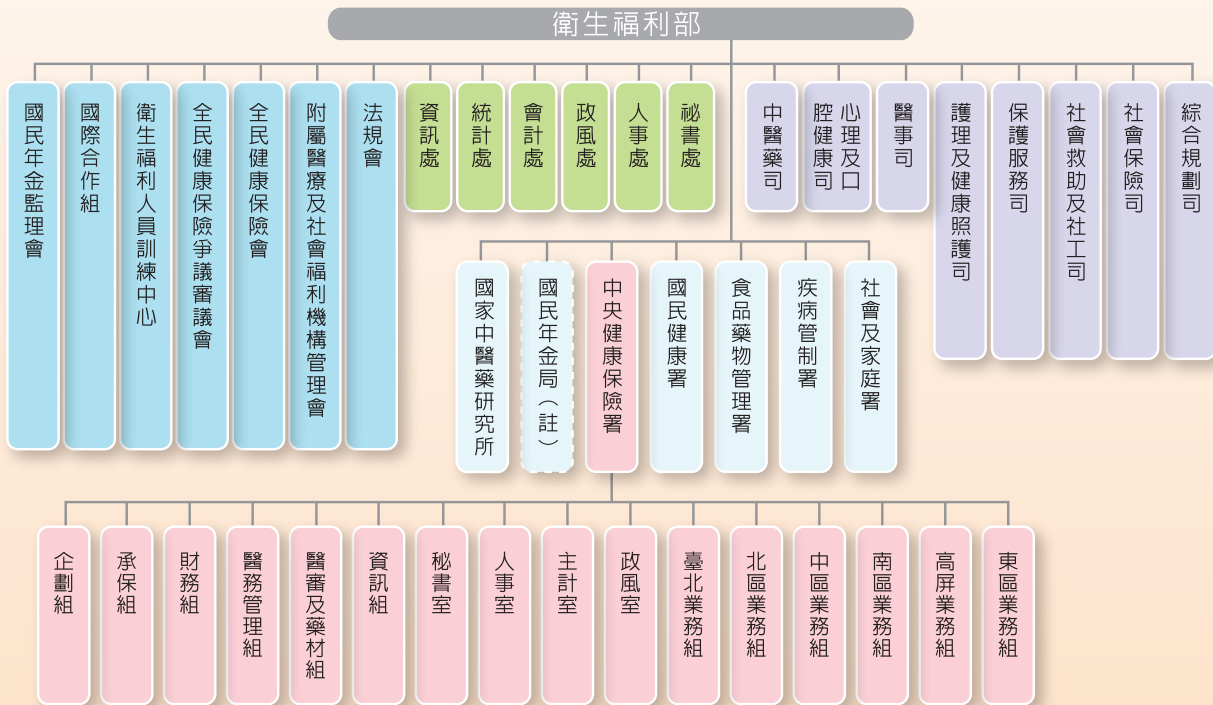 衛生福利部
國民年金監理會
國際合作組
衛生福利人員訓練中心
全民健康保險爭議審議會
全民健康保險會
附屬醫療及社會福利機構管理會
法規會
資訊處
統計處
會計處
政風處
人事處
祕書處
中醫藥司
心理及口
腔健康司
醫事司
護理及健康照護司
保護服務司
社會救助及社工司
社會保險司
綜合規劃司
國家中醫藥研究所
國民年金局（註）
中央健康保險署
國民健康署
食品藥物管理署
疾病管制署
社會及家庭署
企劃組
承保組
財務組
醫務管理組
醫審及藥材組
資訊組
秘書室
人事室
主計室
政風室
臺北業務組
北區業務組
中區業務組
南區業務組
高屏業務組
東區業務組